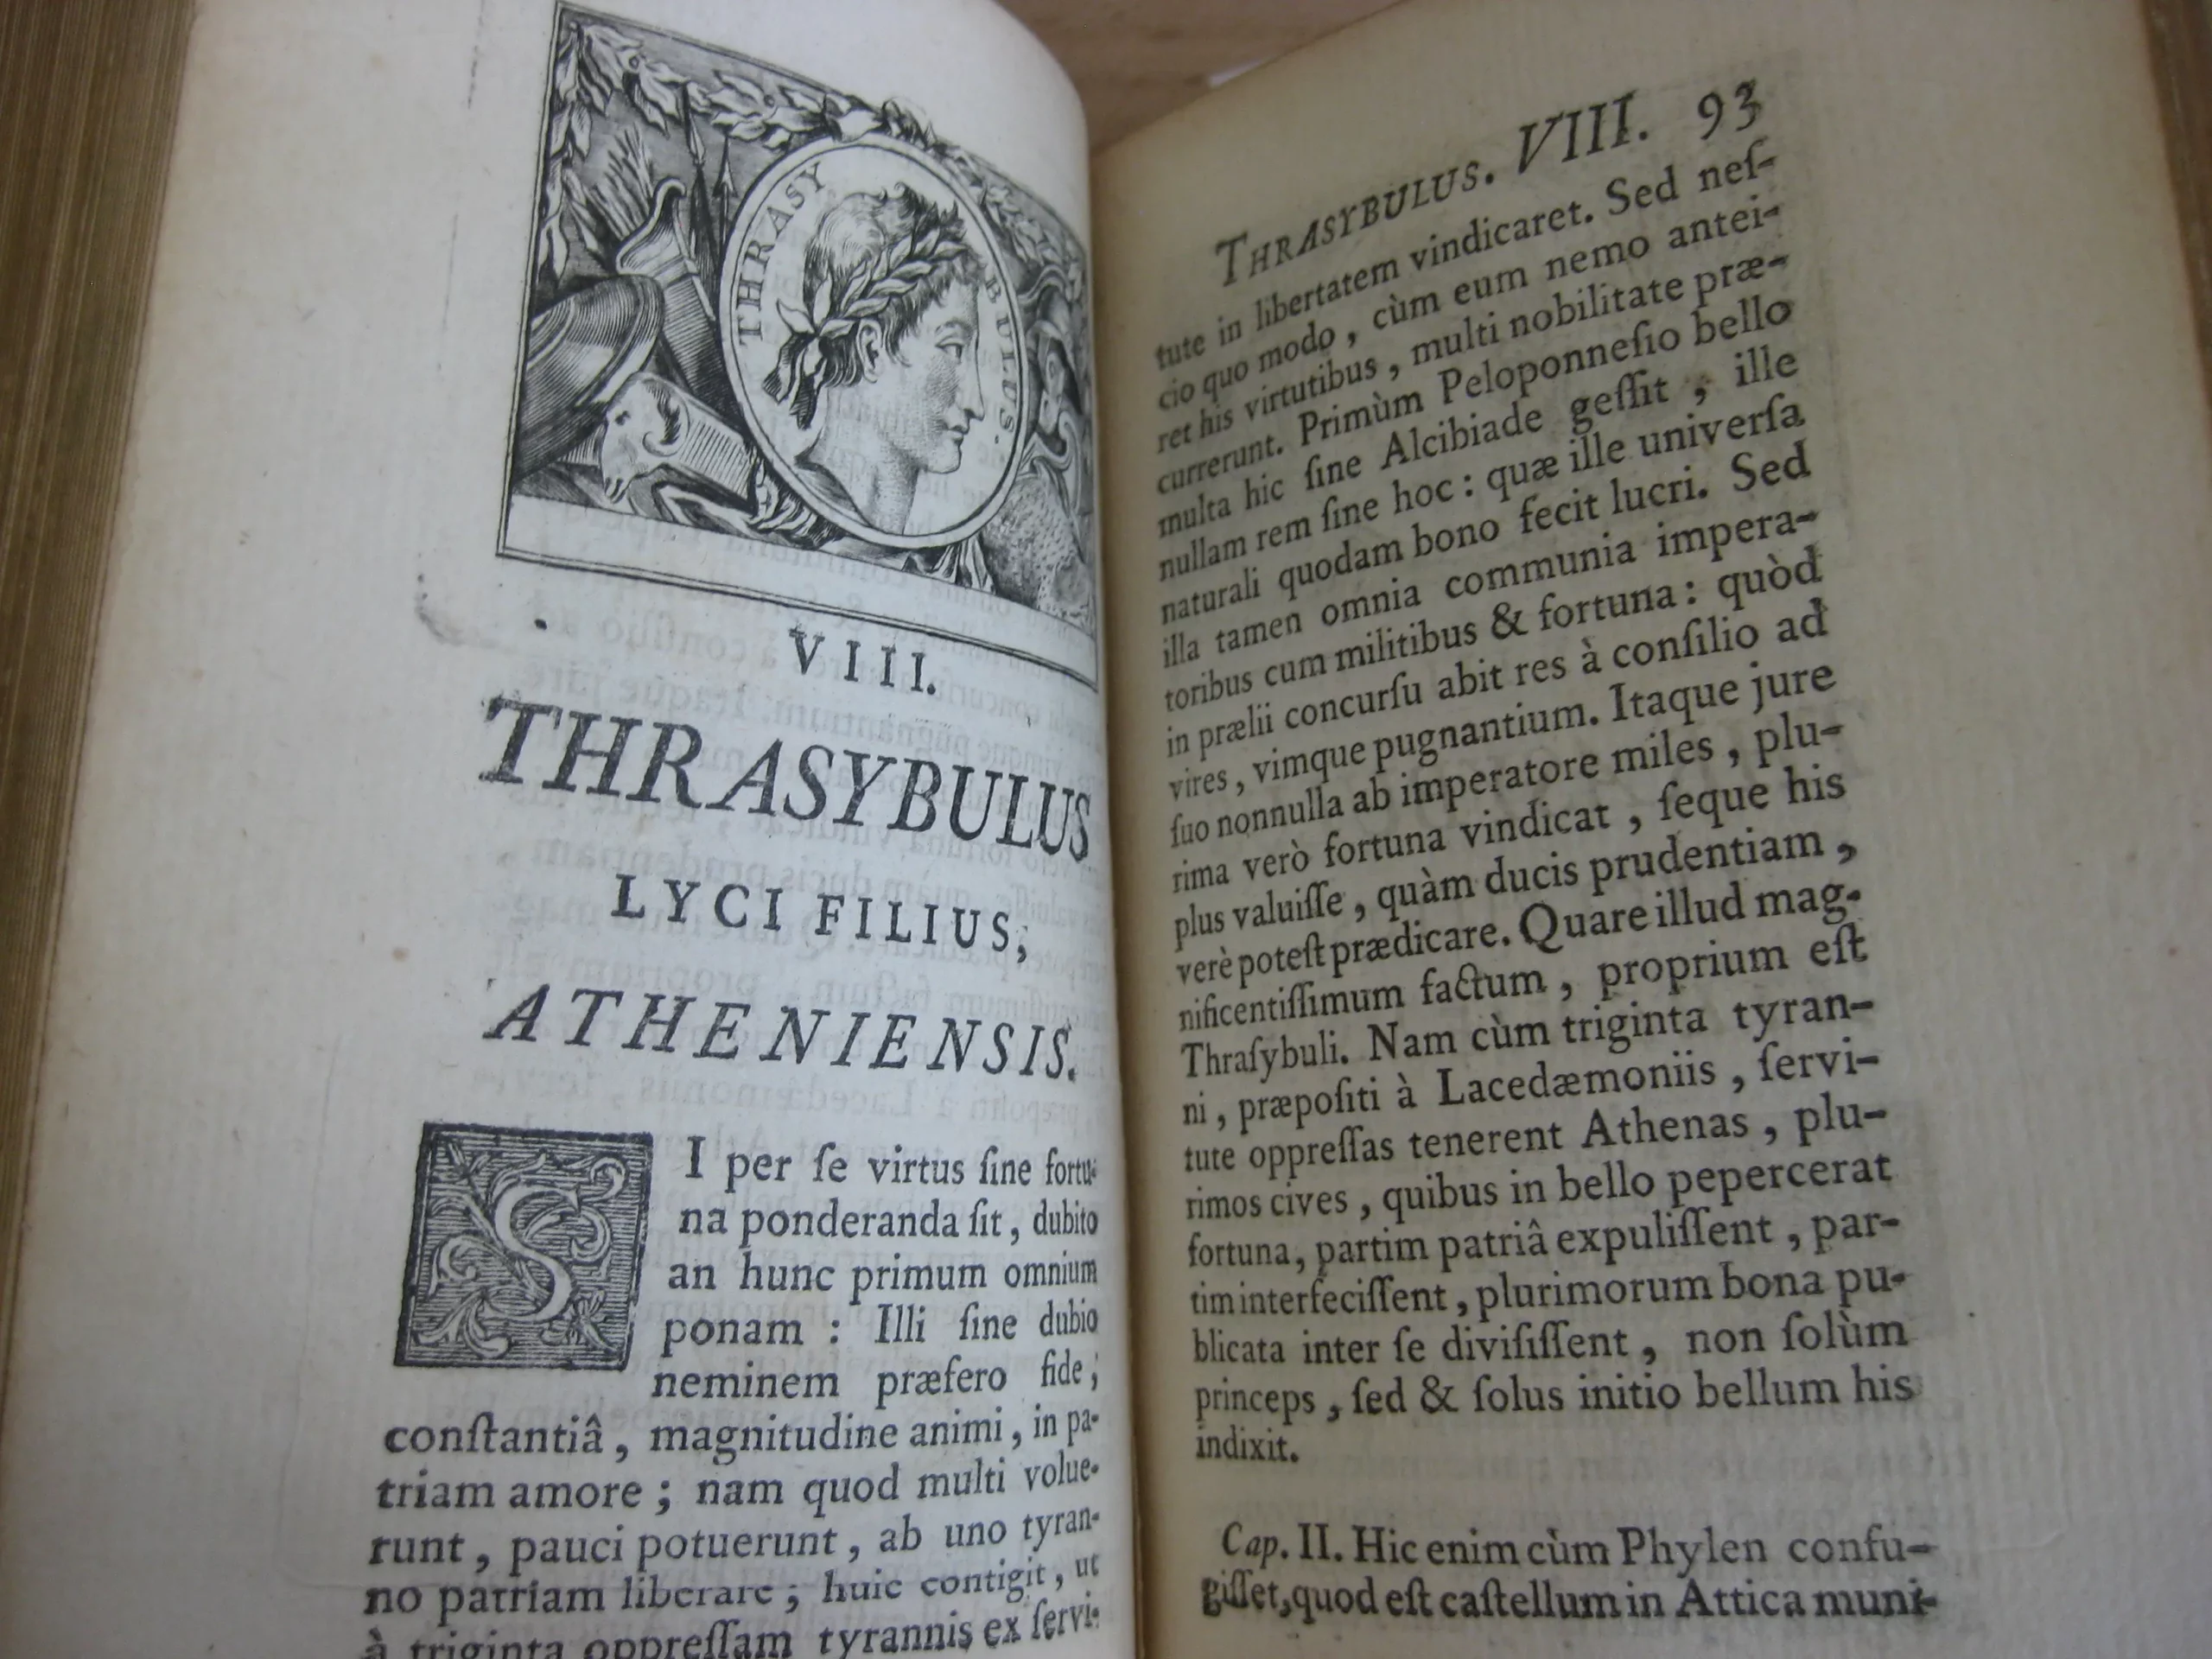 THRASYBULUS.
VIII.
THRASYBULUS
LYCI FILIUS,
ATHENIENSIS.
SI per ſe virtus ſine fortu-
na ponderanda ſit, dubito
an hunc primum omnium
ponam : Illi ſine dubio
neminem præfero fide,
conſtantiâ, magnitudine animi, in pa-
triam amore ; nam quod multi volue-
runt, pauci potuerunt, ab uno tyran-
no patriam liberare ; huic contigit, ut
à triginta oppreſſam tyrannis ex ſervi-
THRASYBULUS. VIII. 93
tute in libertatem vindicaret. Sed neſ-
cio quo modo, cùm eum nemo antei-
ret his virtutibus, multi nobilitate præ-
currerunt. Primùm Peloponneſio bello
multa hic ſine Alcibiade geſſit, ille
nullam rem ſine hoc : quæ ille univerſa
naturali quodam bono fecit lucri. Sed
illa tamen omnia communia impera-
toribus cum militibus & fortuna : quòd
in prælii concurſu abit res à conſilio ad
vires, vimque pugnantium. Itaque jure
ſuo nonnulla ab imperatore miles, plu-
rima verò fortuna vindicat, ſeque his
plus valuiſſe, quàm ducis prudentiam,
verè poteſt prædicare. Quare illud mag-
nificentiſſimum factum, proprium eſt
Thraſybuli. Nam cùm triginta tyran-
ni, præpoſiti à Lacedæmoniis, ſervi-
tute oppreſſas tenerent Athenas, plu-
rimos cives, quibus in bello pepercerat
fortuna, partim patriâ expuliſſent, par-
tim interfeciſſent, plurimorum bona pu-
blicata inter ſe diviſiſſent, non ſolùm
princeps, ſed & ſolus initio bellum his
indixit.
Cap. II. Hic enim cùm Phylen confu-
giſſet, quod eſt caſtellum in Attica muni-